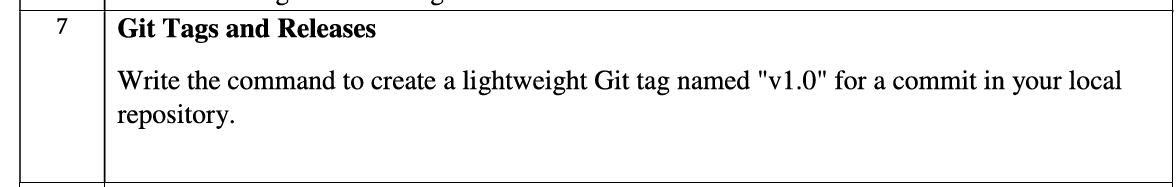 7
Git Tags and Releases
Write the command to create a lightweight Git tag named "v1.0" for a commit in your local
repository.